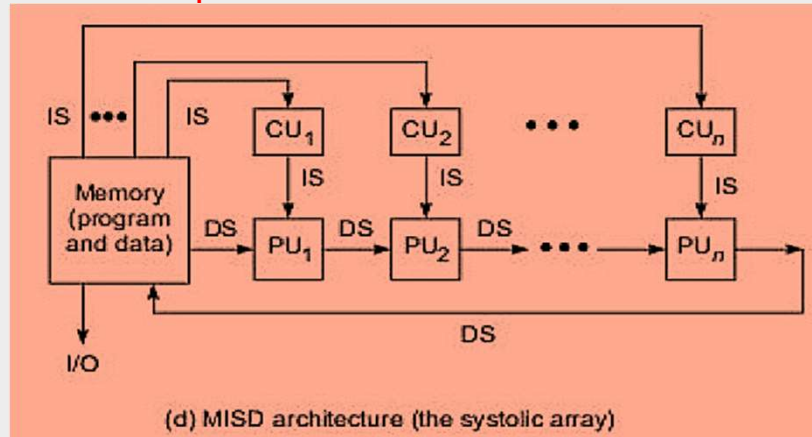 IS ••• IS CU1 CU2 • • • CUn
IS IS IS
Memory
(program
and data)
DS PU1 DS PU2 DS ••• PUn
DS
I/O
(d) MISD architecture (the systolic array)